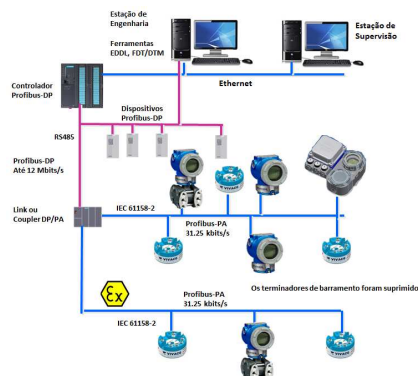 Estação de
Engenharia
Ferramentas
EDDL, FDT/DTM
Estação de
Supervisão
Controlador
Profibus-DP
Ethernet
Dispositivos
Profibus-DP
RS485
Profibus-DP
Até 12 Mbits/s
Link ou
Coupler DP/PA
IEC 61158-2
Profibus-PA
31.25 kbits/s
Os terminadores de barramento foram suprimido
Ex
Profibus-PA
31.25 kbits/s
IEC 61158-2